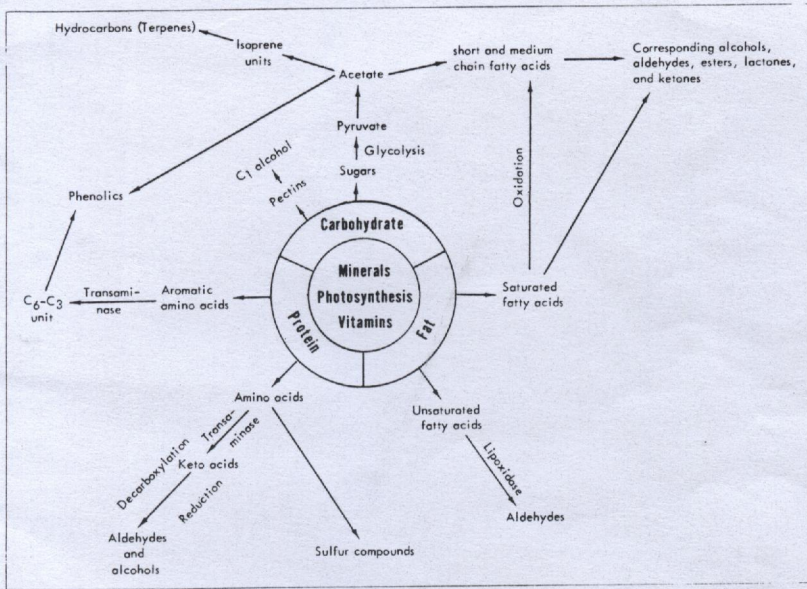 Hydrocarbons (Terpenes)
Isoprene
units
Acetate
short and medium
chain fatty acids
Corresponding alcohols,
aldehydes, esters, lactones,
and ketones
Pyruvate
Glycolysis
Sugars
C1 alcohol
Pectins
Phenolics
Oxidation
Carbohydrate
Minerals
Photosynthesis
Vitamins
Protein
Fat
C6-C3
unit
Transami-
nase
Aromatic
amino acids
Saturated
fatty acids
Amino acids
Transa-
minase
Decarboxylation
Keto acids
Reduction
Aldehydes
and
alcohols
Sulfur compounds
Unsaturated
fatty acids
Lipoxidase
Aldehydes